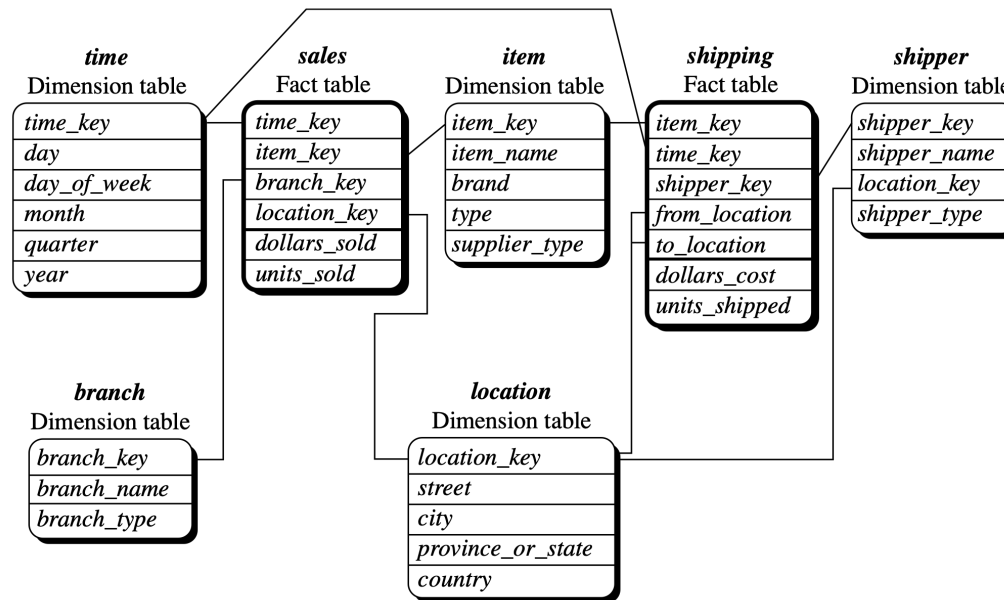 time
Dimension table
time_key
day
day_of_week
month
quarter
year
sales
Fact table
time_key
item_key
branch_key
location_key
dollars_sold
units_sold
item
Dimension table
item_key
item_name
brand
type
supplier_type
shipping
Fact table
item_key
time_key
shipper_key
from_location
to_location
dollars_cost
units_shipped
shipper
Dimension table
shipper_key
shipper_name
location_key
shipper_type
branch
Dimension table
branch_key
branch_name
branch_type
location
Dimension table
location_key
street
city
province_or_state
country